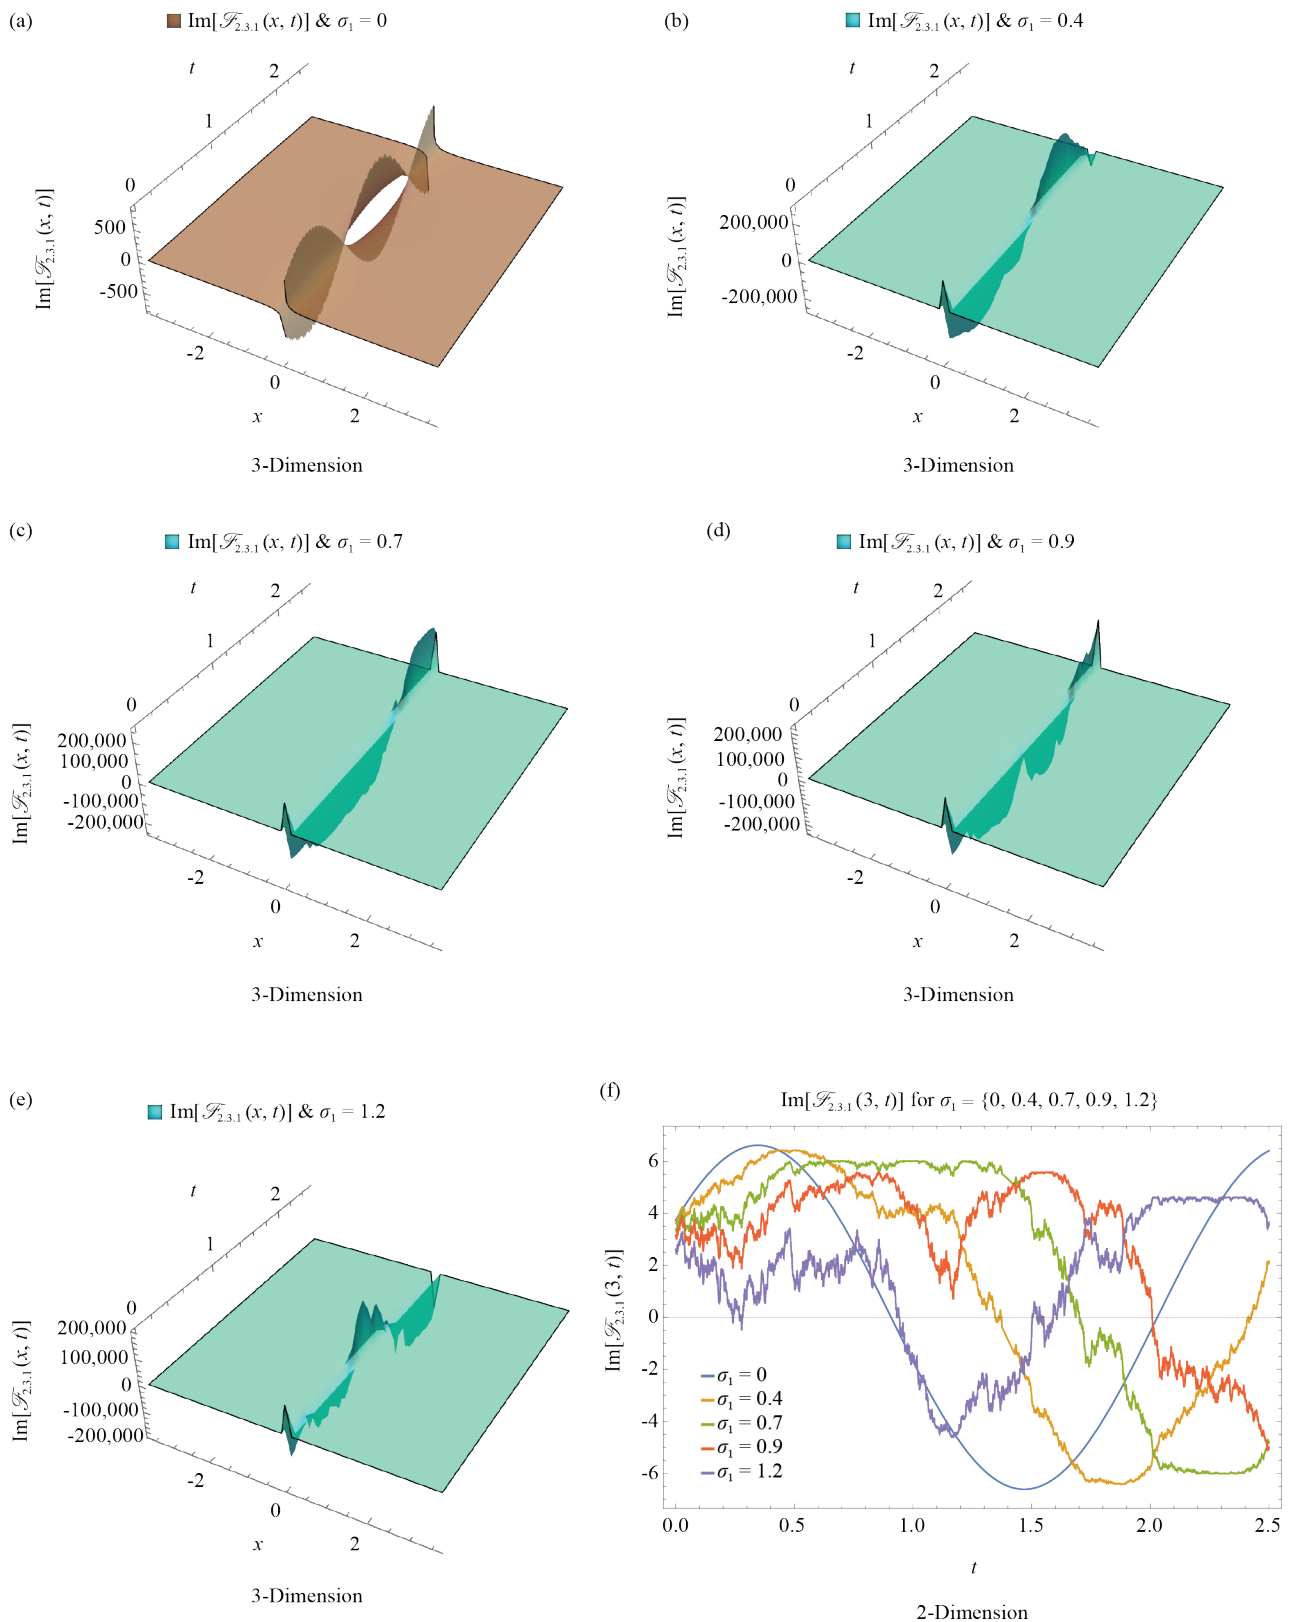 (a)
Im[ℱ2.3.1(x, t)] & σ1 = 0
t
2
1
0
Im[ℱ2.3.1(x, t)]
500
0
-500
-2
0
2
x
3-Dimension
(b)
Im[ℱ2.3.1(x, t)] & σ1 = 0.4
t
2
1
0
Im[ℱ2.3.1(x, t)]
200,000
0
-200,000
-2
0
2
x
3-Dimension
(c)
Im[ℱ2.3.1(x, t)] & σ1 = 0.7
t
2
1
0
Im[ℱ2.3.1(x, t)]
200,000
100,000
0
-100,000
-200,000
-2
0
2
x
3-Dimension
(d)
Im[ℱ2.3.1(x, t)] & σ1 = 0.9
t
2
1
0
Im[ℱ2.3.1(x, t)]
200,000
100,000
0
-100,000
-200,000
-2
0
2
x
3-Dimension
(e)
Im[ℱ2.3.1(x, t)] & σ1 = 1.2
t
2
1
0
Im[ℱ2.3.1(x, t)]
200,000
100,000
0
-100,000
-200,000
-2
0
2
x
3-Dimension
(f)
Im[ℱ2.3.1(3, t)] for σ1 = {0, 0.4, 0.7, 0.9, 1.2}
Im[ℱ2.3.1(3, t)]
6
4
2
0
-2
-4
-6
σ1 = 0
σ1 = 0.4
σ1 = 0.7
σ1 = 0.9
σ1 = 1.2
0.0 0.5 1.0 1.5 2.0 2.5
t
2-Dimension